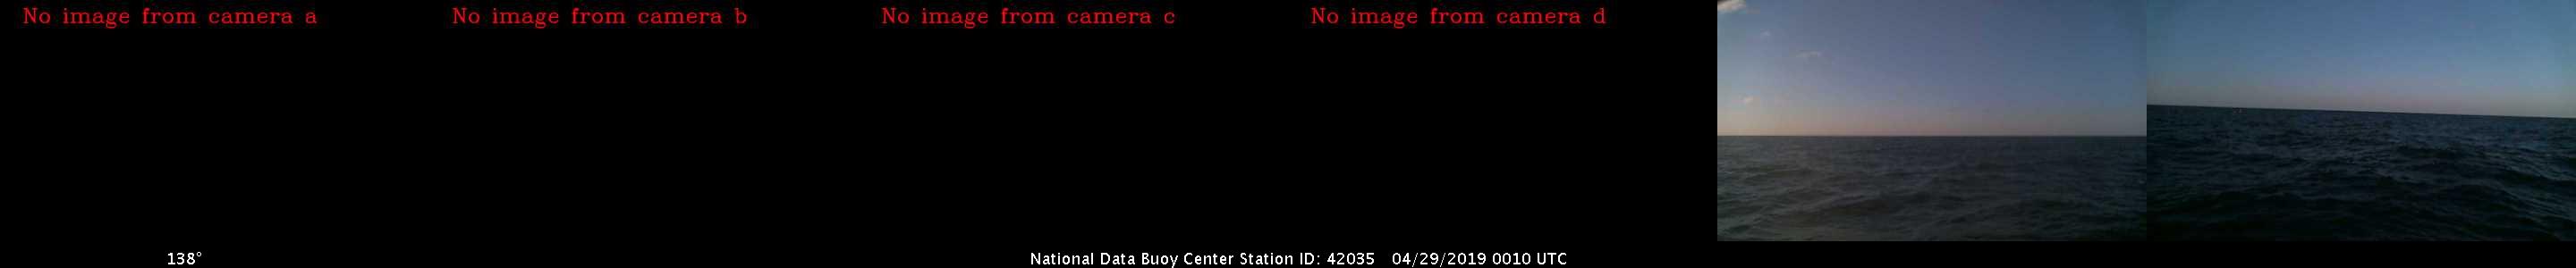 No image from camera a
No image from camera b
No image from camera c
No image from camera d
138°
National Data Buoy Center Station ID: 42035 04/29/2019 0010 UTC